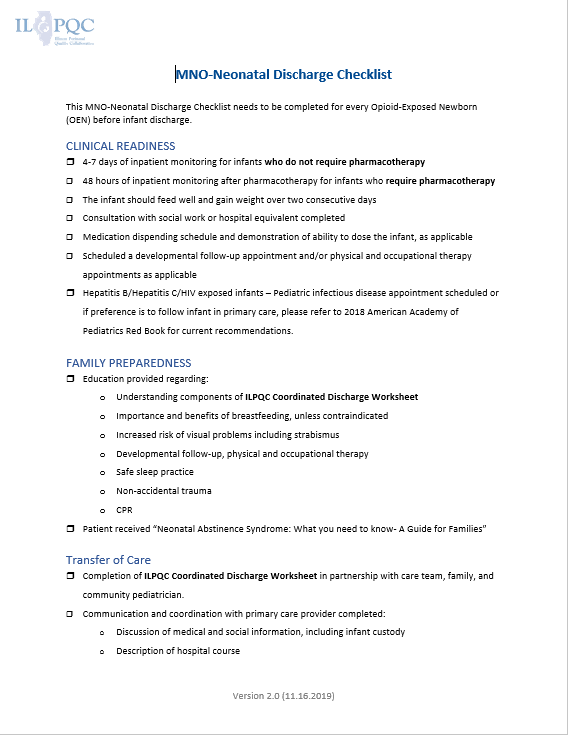 IL PQC
Illinois Perinatal
Quality Collaborative
MNO-Neonatal Discharge Checklist
This MNO-Neonatal Discharge Checklist needs to be completed for every Opioid-Exposed Newborn
(OEN) before infant discharge.
CLINICAL READINESS
4-7 days of inpatient monitoring for infants who do not require pharmacotherapy
48 hours of inpatient monitoring after pharmacotherapy for infants who require pharmacotherapy
The infant should feed well and gain weight over two consecutive days
Consultation with social work or hospital equivalent completed
Medication dispending schedule and demonstration of ability to dose the infant, as applicable
Scheduled a developmental follow-up appointment and/or physical and occupational therapy
appointments as applicable
Hepatitis B/Hepatitis C/HIV exposed infants – Pediatric infectious disease appointment scheduled or
if preference is to follow infant in primary care, please refer to 2018 American Academy of
Pediatrics Red Book for current recommendations.
FAMILY PREPAREDNESS
Education provided regarding:
o Understanding components of ILPQC Coordinated Discharge Worksheet
o Importance and benefits of breastfeeding, unless contraindicated
o Increased risk of visual problems including strabismus
o Developmental follow-up, physical and occupational therapy
o Safe sleep practice
o Non-accidental trauma
o CPR
Patient received “Neonatal Abstinence Syndrome: What you need to know- A Guide for Families”
Transfer of Care
Completion of ILPQC Coordinated Discharge Worksheet in partnership with care team, family, and
community pediatrician.
Communication and coordination with primary care provider completed:
o Discussion of medical and social information, including infant custody
o Description of hospital course
Version 2.0 (11.16.2019)